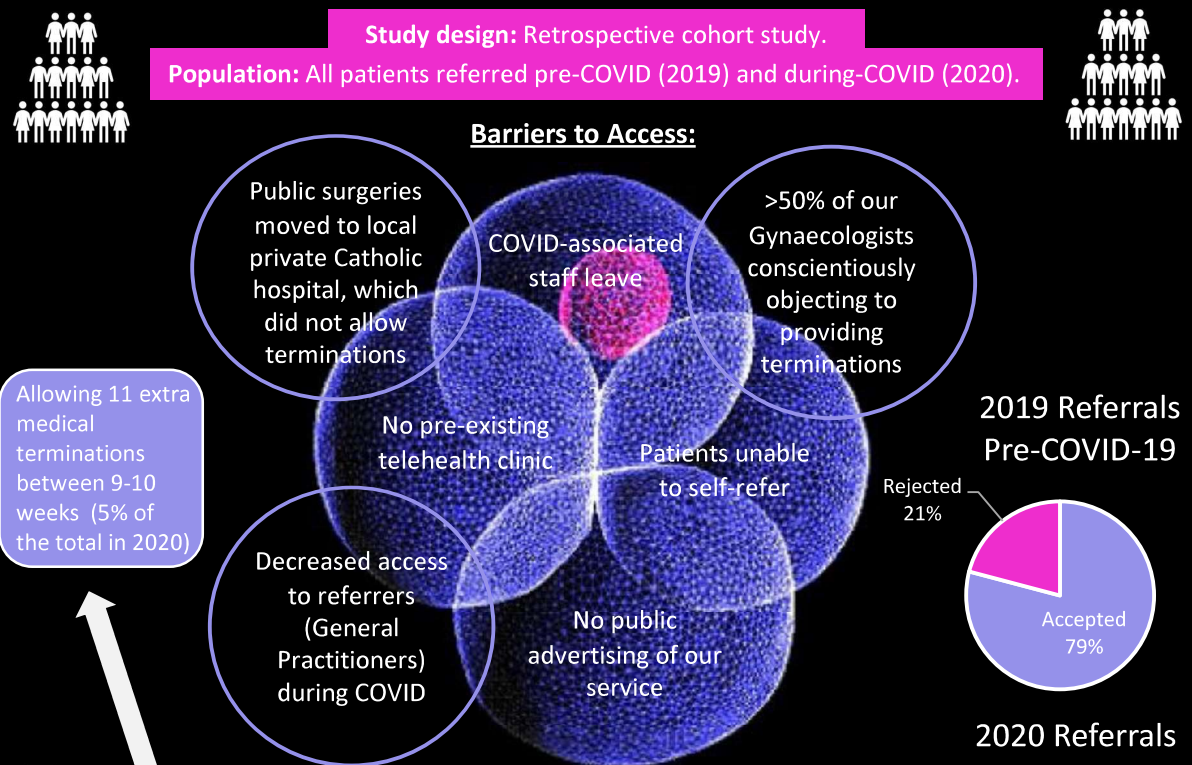 Study design: Retrospective cohort study.
Population: All patients referred pre-COVID (2019) and during-COVID (2020).
Barriers to Access:
Public surgeries
moved to local
private Catholic
hospital, which
did not allow
terminations
COVID-associated
staff leave
>50% of our
Gynaecologists
conscientiously
objecting to
providing
terminations
Allowing 11 extra
medical
terminations
between 9-10
weeks (5% of
the total in 2020)
No pre-existing
telehealth clinic
Patients unable
to self-refer
Decreased access
to referrers
(General
Practitioners)
during COVID
No public
advertising of our
service
2019 Referrals
Pre-COVID-19
Rejected
21%
Accepted
79%
2020 Referrals